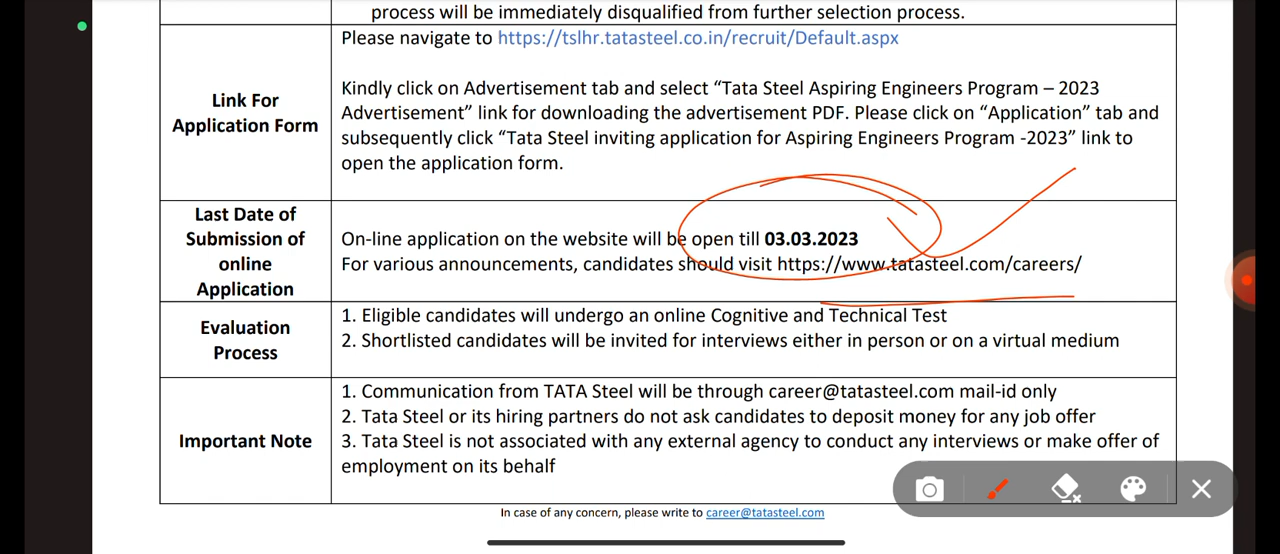 process will be immediately disqualified from further selection process.
Link For
Application Form
Please navigate to https://tslhr.tatasteel.co.in/recruit/Default.aspx
Kindly click on Advertisement tab and select “Tata Steel Aspiring Engineers Program – 2023
Advertisement” link for downloading the advertisement PDF. Please click on “Application” tab and
subsequently click “Tata Steel inviting application for Aspiring Engineers Program -2023” link to
open the application form.
Last Date of
Submission of
online
Application
On-line application on the website will be open till 03.03.2023
For various announcements, candidates should visit https://www.tatasteel.com/careers/
Evaluation
Process
1. Eligible candidates will undergo an online Cognitive and Technical Test
2. Shortlisted candidates will be invited for interviews either in person or on a virtual medium
Important Note
1. Communication from TATA Steel will be through career@tatasteel.com mail-id only
2. Tata Steel or its hiring partners do not ask candidates to deposit money for any job offer
3. Tata Steel is not associated with any external agency to conduct any interviews or make offer of
employment on its behalf
In case of any concern, please write to career@tatasteel.com